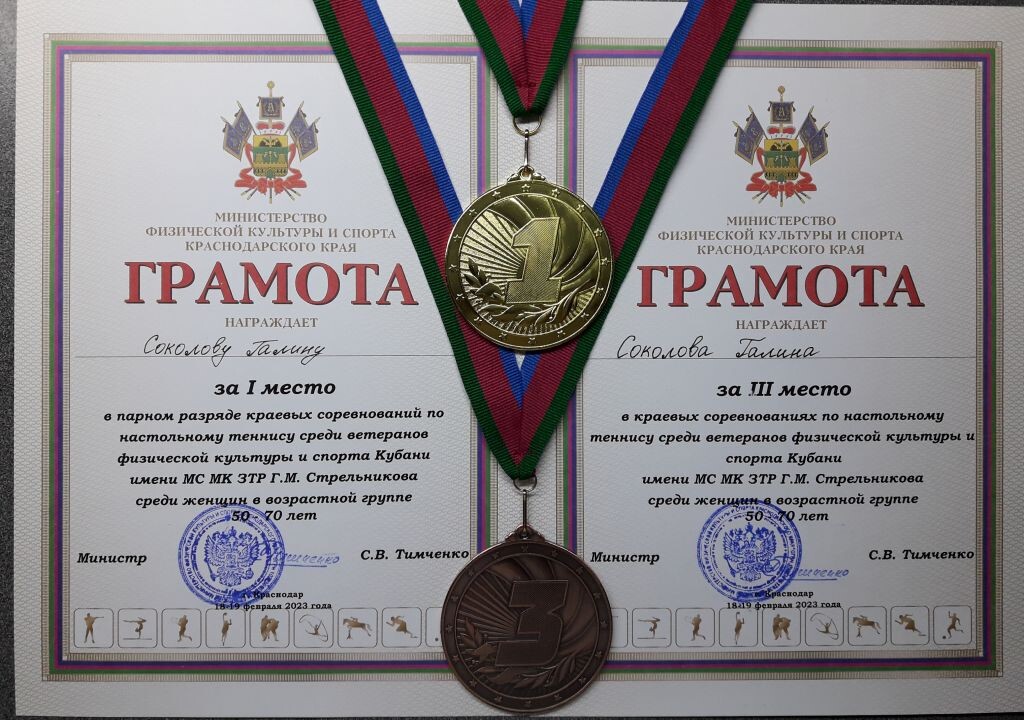 МИНИСТЕРСТВО
ФИЗИЧЕСКОЙ КУЛЬТУРЫ И СПОРТА
КРАСНОДАРСКОГО КРАЯ
ГРАМОТА
НАГРАЖДАЕТ
Соколову Галину
за I место
в парном разряде краевых соревнований по
настольному теннису среди ветеранов
физической культуры и спорта Кубани
имени МС МК ЗТР Г.М. Стрельникова
среди женщин в возрастной группе
50 - 70 лет
Министр С.В. Тимченко
г. Краснодар
18-19 февраля 2023 года
1
3
МИНИСТЕРСТВО
ФИЗИЧЕСКОЙ КУЛЬТУРЫ И СПОРТА
КРАСНОДАРСКОГО КРАЯ
ГРАМОТА
НАГРАЖДАЕТ
Соколова Галина
за III место
в краевых соревнованиях по настольному
теннису среди ветеранов физической культуры и
спорта Кубани
имени МС МК ЗТР Г.М. Стрельникова
среди женщин в возрастной группе
50 - 70 лет
Министр С.В. Тимченко
г. Краснодар
18-19 февраля 2023 года